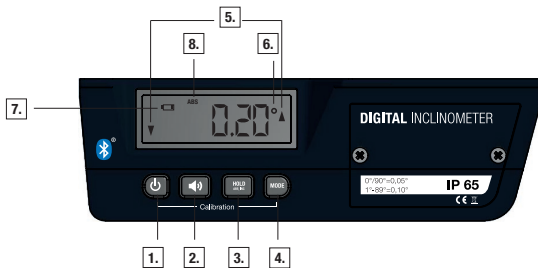 5.
8.
6.
7.
ABS
0.20°
DIGITAL INCLINOMETER
HOLD
MODE
0°/90°=0,05°
1°-89°=0.10°
IP 65
CE
Calibration
1.
2.
3.
4.